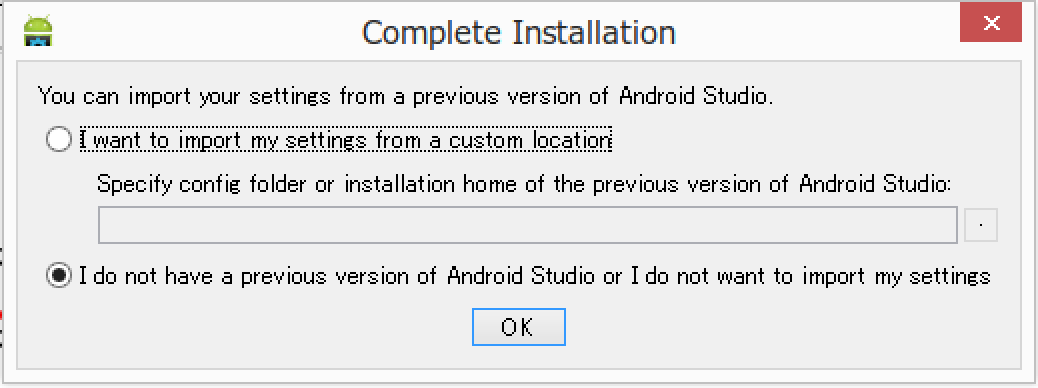 Complete Installation
You can import your settings from a previous version of Android Studio.
I want to import my settings from a custom location
Specify config folder or installation home of the previous version of Android Studio:
.
I do not have a previous version of Android Studio or I do not want to import my settings
OK